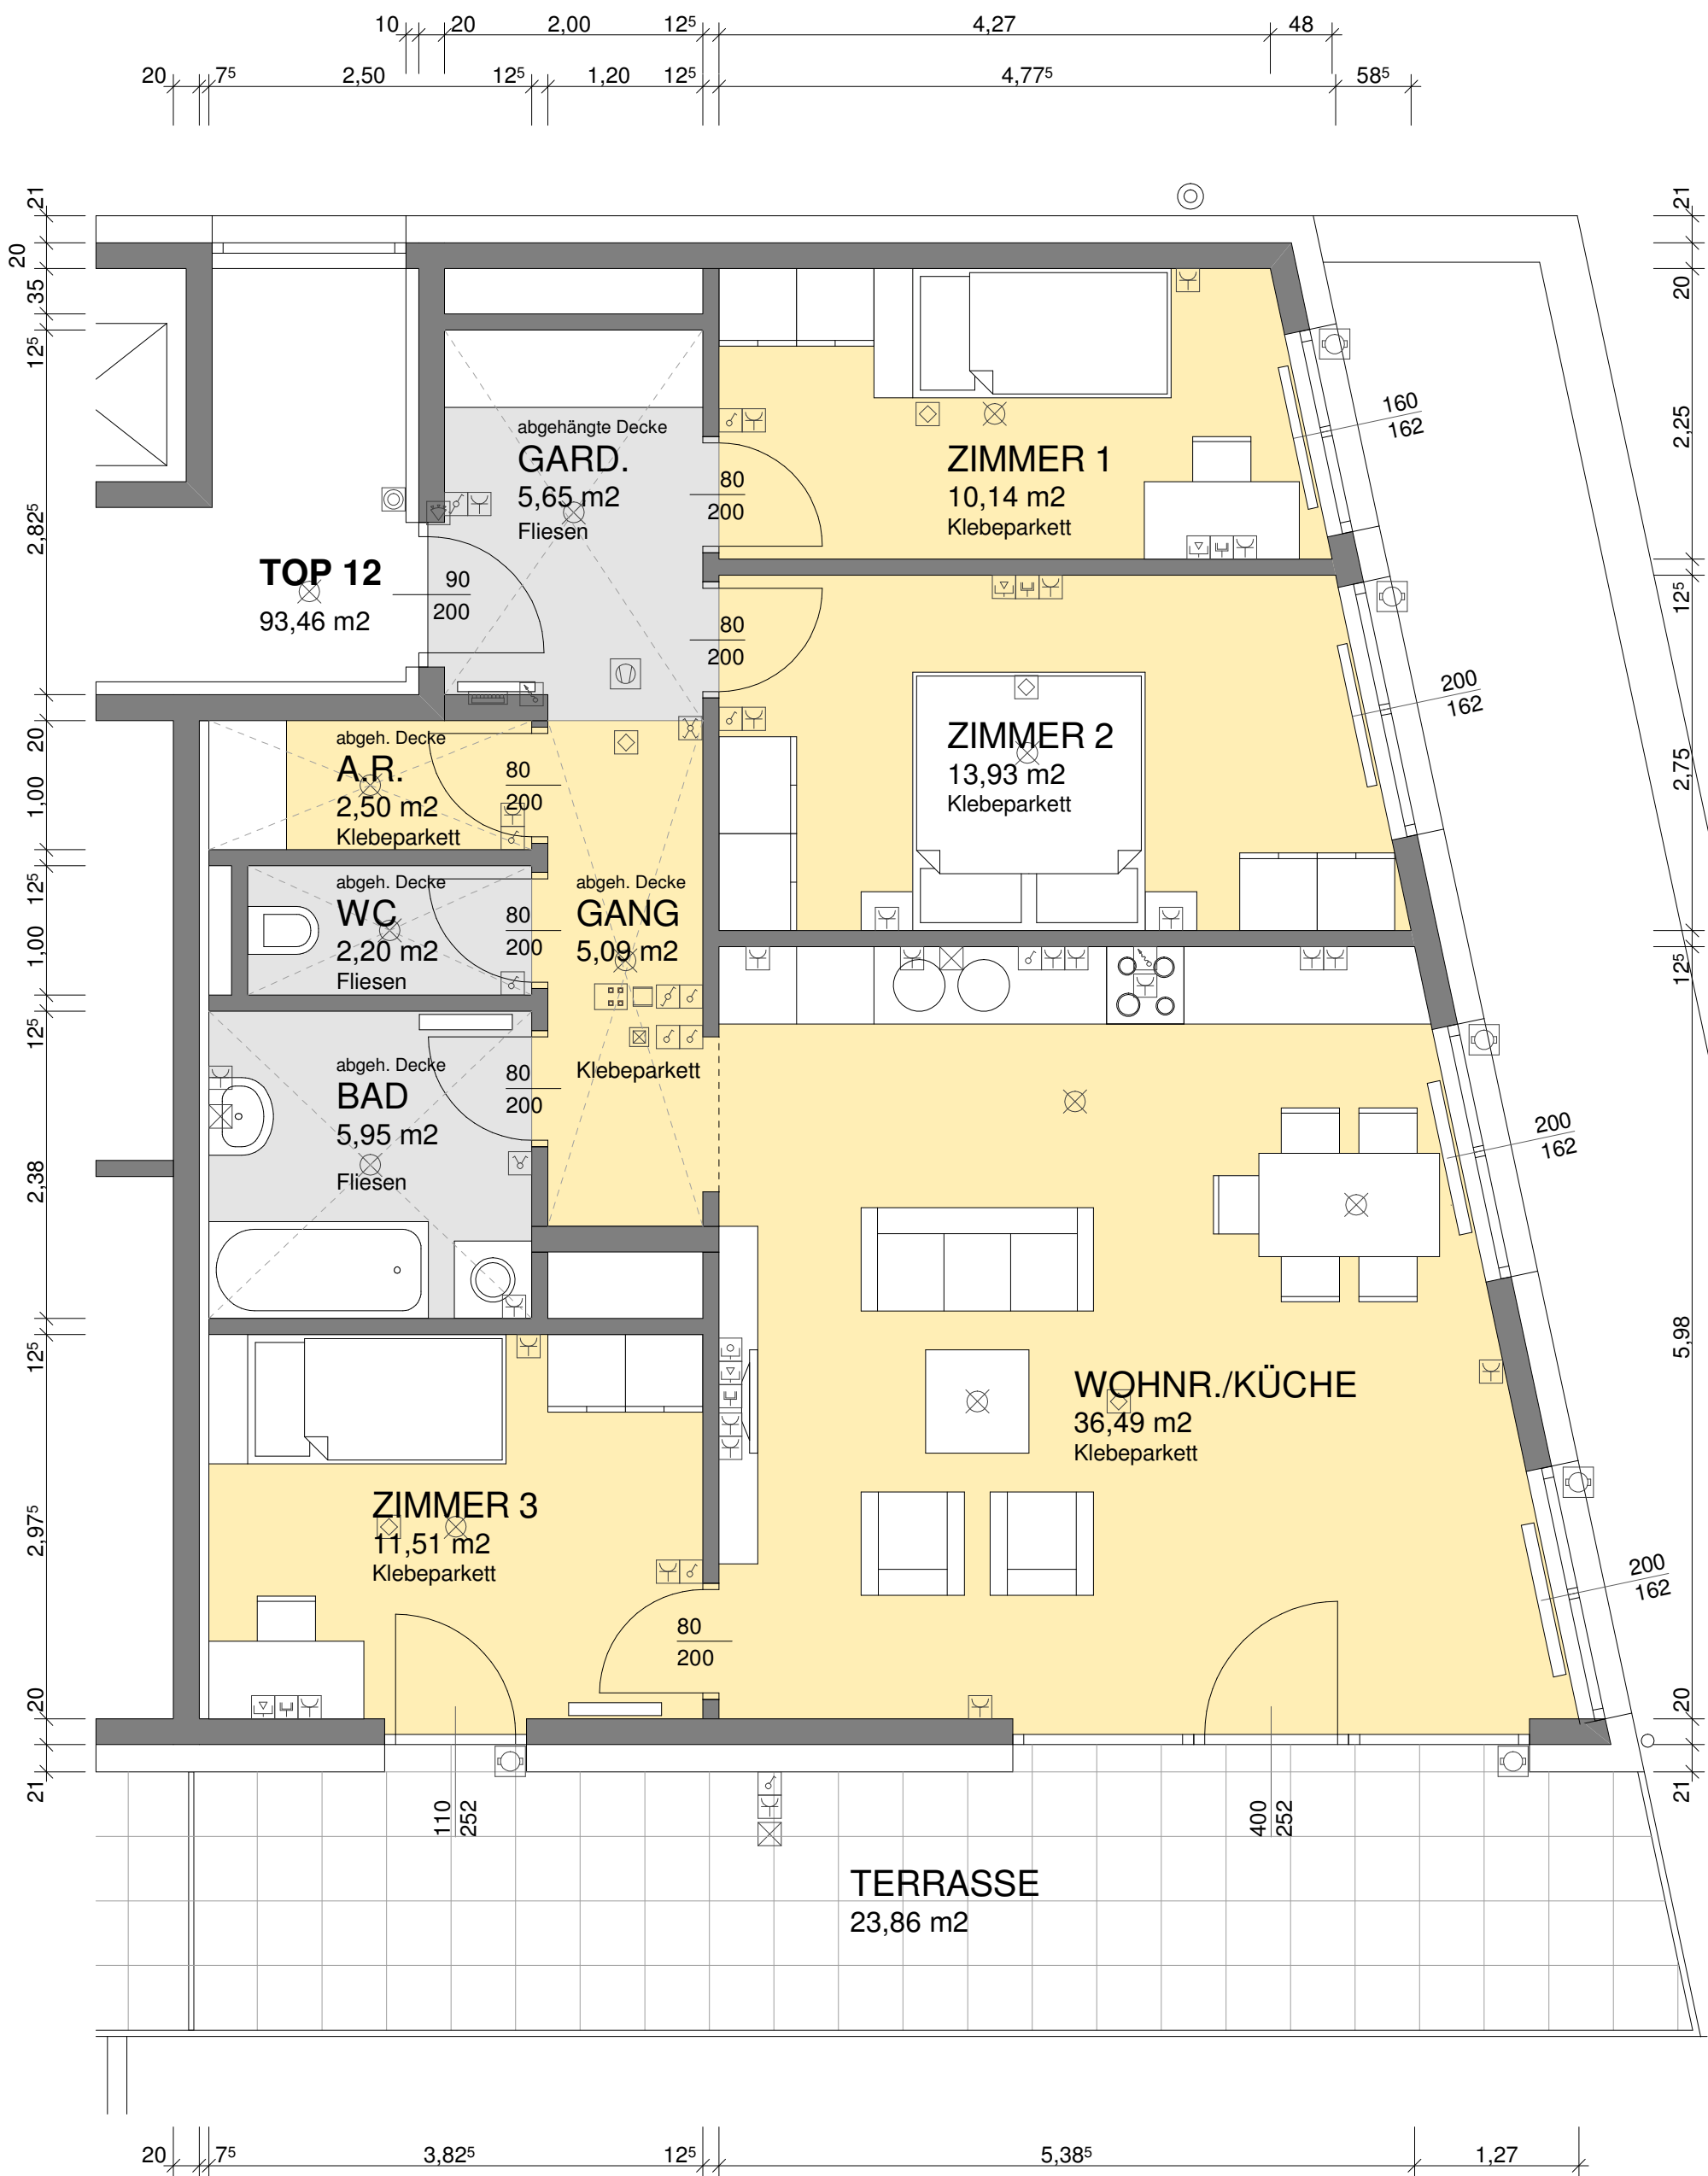 10 20 2,00 12⁵ 4,27 48
20 7⁵ 2,50 12⁵ 1,20 12⁵ 4,77⁵ 58⁵
21
20
35
12⁵
2,82⁵
20
1,00
12⁵
1,00
12⁵
2,38
12⁵
2,97⁵
20
21
abgehängte Decke
GARD.
5,65 m2
Fliesen
80
200
ZIMMER 1
10,14 m2
Klebeparkett
160
162
TOP 12
93,46 m2
90
200
80
200
abgeh. Decke
A.R.
2,50 m2
Klebeparkett
80
200
ZIMMER 2
13,93 m2
Klebeparkett
200
162
abgeh. Decke
WC
2,20 m2
Fliesen
80
200
abgeh. Decke
GANG
5,09 m2
Klebeparkett
abgeh. Decke
BAD
5,95 m2
Fliesen
80
200
200
162
WOHNR./KÜCHE
36,49 m2
Klebeparkett
ZIMMER 3
11,51 m2
Klebeparkett
80
200
200
162
110
252
400
252
TERRASSE
23,86 m2
21
20
2,25
12⁵
2,75
12⁵
5,98
20
21
20 7⁵ 3,82⁵ 12⁵ 5,38⁵ 1,27